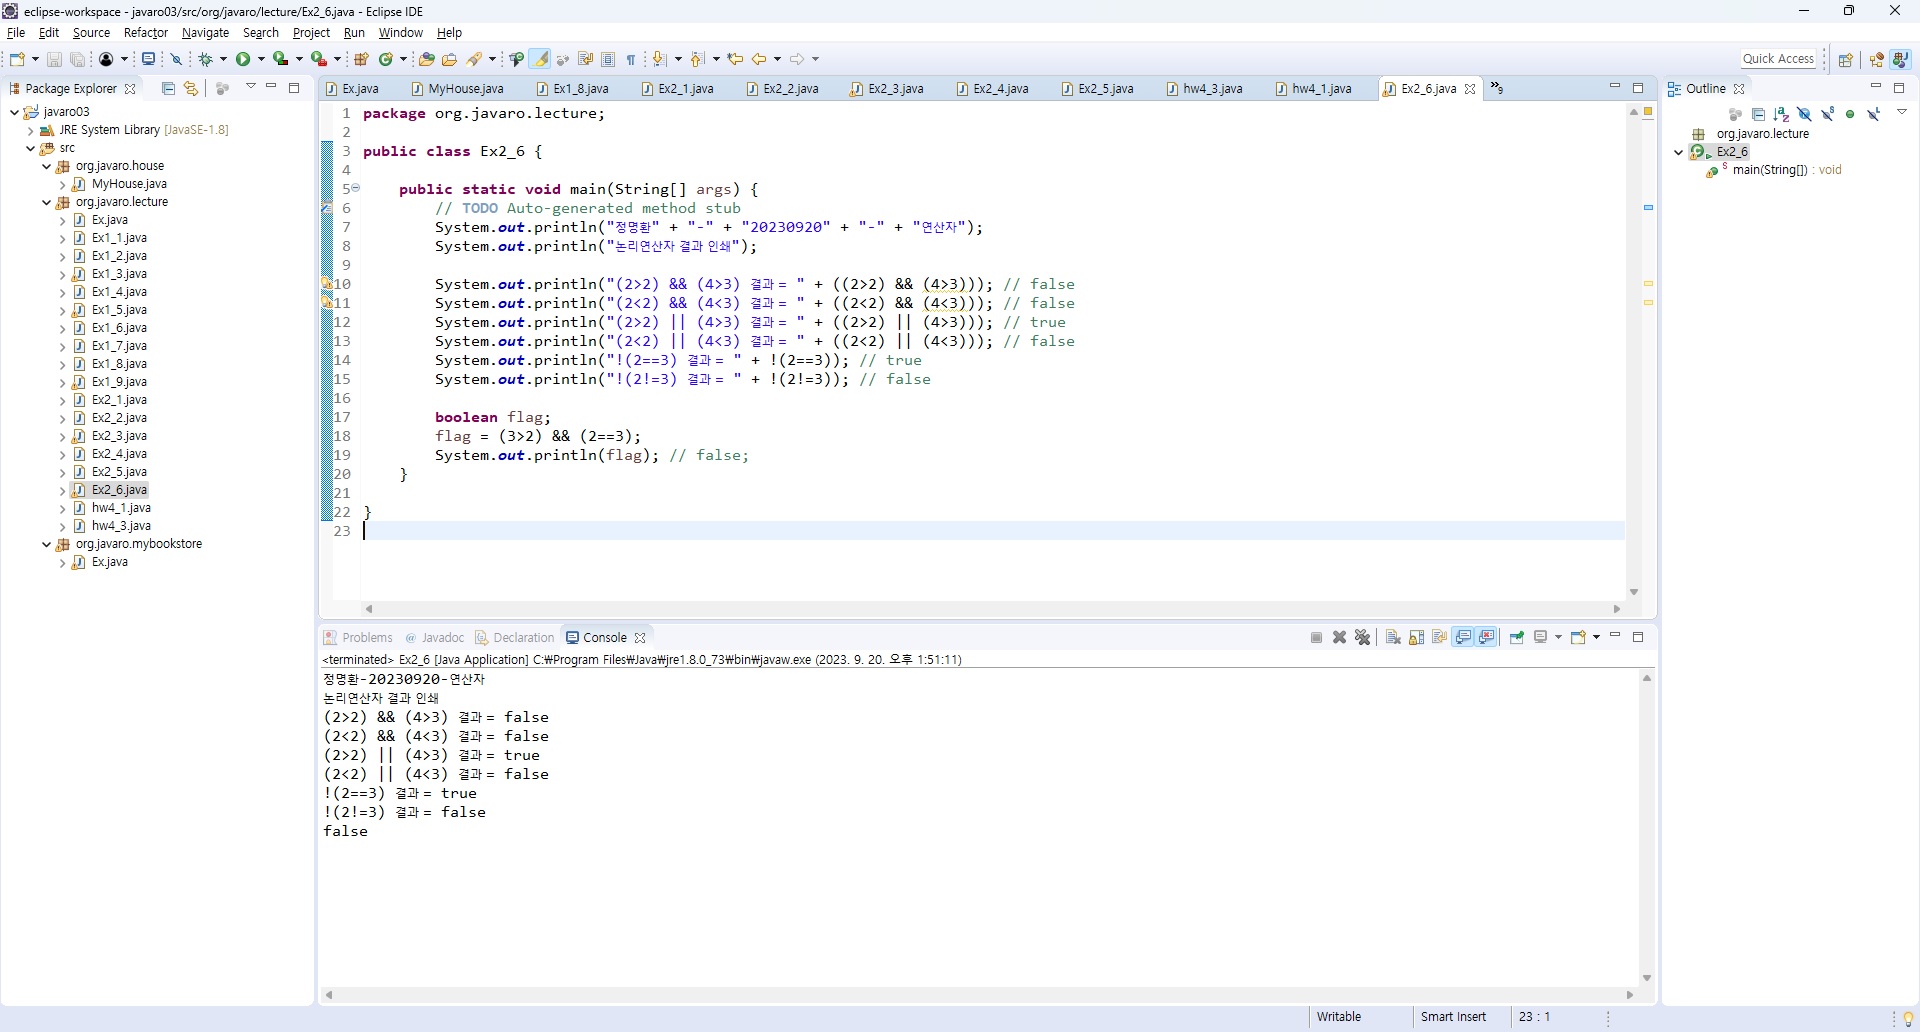 eclipse-workspace - javaro03/src/org/javaro/lecture/Ex2_6.java - Eclipse IDE
File Edit Source Refactor Navigate Search Project Run Window Help
Quick Access
Package Explorer
javaro03
JRE System Library [JavaSE-1.8]
src
org.javaro.house
MyHouse.java
org.javaro.lecture
Ex.java
Ex1_1.java
Ex1_2.java
Ex1_3.java
Ex1_4.java
Ex1_5.java
Ex1_6.java
Ex1_7.java
Ex1_8.java
Ex1_9.java
Ex2_1.java
Ex2_2.java
Ex2_3.java
Ex2_4.java
Ex2_5.java
Ex2_6.java
hw4_1.java
hw4_3.java
org.javaro.mybookstore
Ex.java
Ex.java MyHouse.java Ex1_8.java Ex2_1.java Ex2_2.java Ex2_3.java Ex2_4.java Ex2_5.java hw4_3.java hw4_1.java Ex2_6.java »9
1 package org.javaro.lecture;
2
3 public class Ex2_6 {
4
5 public static void main(String[] args) {
6 // TODO Auto-generated method stub
7 System.out.println("정명환" + "-" + "20230920" + "-" + "연산자");
8 System.out.println("논리연산자 결과 인쇄");
9
10 System.out.println("(2>2) && (4>3) 결과 = " + ((2>2) && (4>3))); // false
11 System.out.println("(2<2) && (4<3) 결과 = " + ((2<2) && (4<3))); // false
12 System.out.println("(2>2) || (4>3) 결과 = " + ((2>2) || (4>3))); // true
13 System.out.println("(2<2) || (4<3) 결과 = " + ((2<2) || (4<3))); // false
14 System.out.println("!(2==3) 결과 = " + !(2==3)); // true
15 System.out.println("!(2!=3) 결과 = " + !(2!=3)); // false
16
17 boolean flag;
18 flag = (3>2) && (2==3);
19 System.out.println(flag); // false;
20 }
21
22 }
23
Problems @ Javadoc Declaration Console
<terminated> Ex2_6 [Java Application] C:₩Program Files₩Java₩jre1.8.0_73₩bin₩javaw.exe (2023. 9. 20. 오후 1:51:11)
정명환-20230920-연산자
논리연산자 결과 인쇄
(2>2) && (4>3) 결과 = false
(2<2) && (4<3) 결과 = false
(2>2) || (4>3) 결과 = true
(2<2) || (4<3) 결과 = false
!(2==3) 결과 = true
!(2!=3) 결과 = false
false
Outline
org.javaro.lecture
Ex2_6
main(String[]) : void
Writable Smart Insert 23 : 1